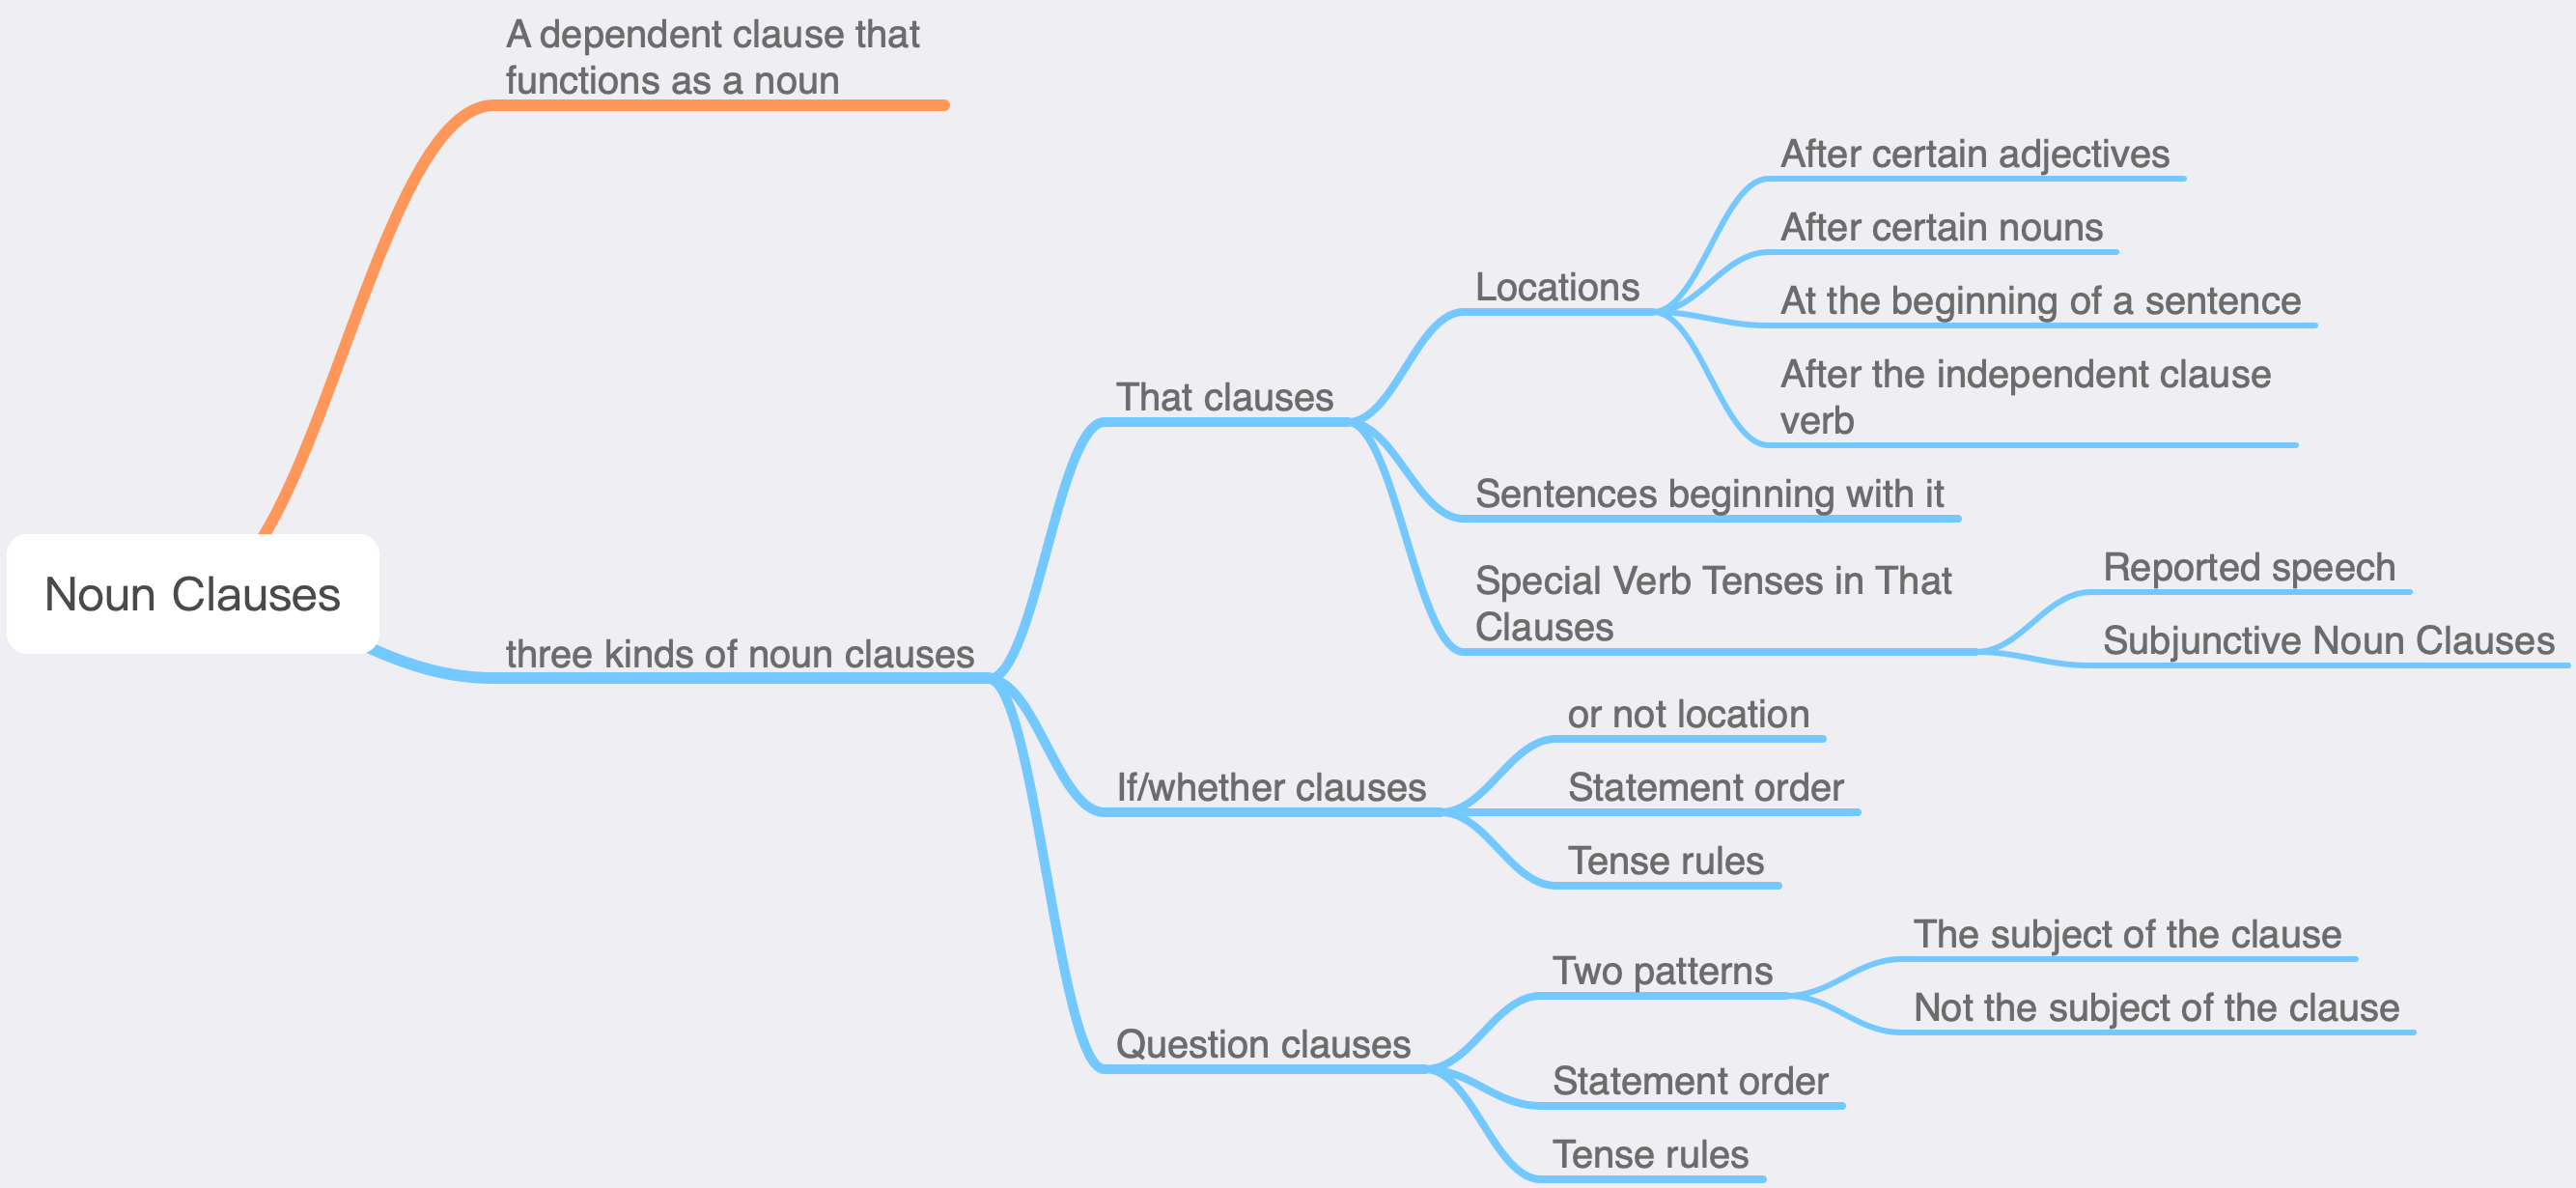 A dependent clause that
functions as a noun
After certain adjectives
After certain nouns
Locations
At the beginning of a sentence
After the independent clause
verb
That clauses
Sentences beginning with it
Special Verb Tenses in That
Clauses
Reported speech
Subjunctive Noun Clauses
Noun Clauses
three kinds of noun clauses
or not location
If/whether clauses
Statement order
Tense rules
The subject of the clause
Two patterns
Not the subject of the clause
Question clauses
Statement order
Tense rules